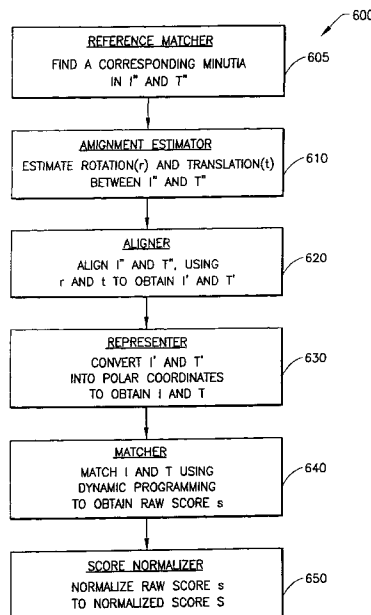 600
REFERENCE MATCHER
FIND A CORRESPONDING MINUTIA
IN I" AND T"
605
AMIGNMENT ESTIMATOR
ESTIMATE ROTATION(r) AND TRANSLATION(t)
BETWEEN I" AND T"
610
ALIGNER
ALIGN I" AND T", USING
r AND t TO OBTAIN I' AND T'
620
REPRESENTER
CONVERT I' AND T'
INTO POLAR COORDINATES
TO OBTAIN I AND T
630
MATCHER
MATCH I AND T USING
DYNAMIC PROGRAMMING
TO OBTAIN RAW SCORE s
640
SCORE NORMALIZER
NORMALIZE RAW SCORE s
TO NORMALIZED SCORE S
650